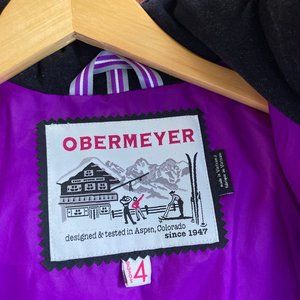 OBERMEYER
designed & tested in Aspen, Colorado
since 1947
4